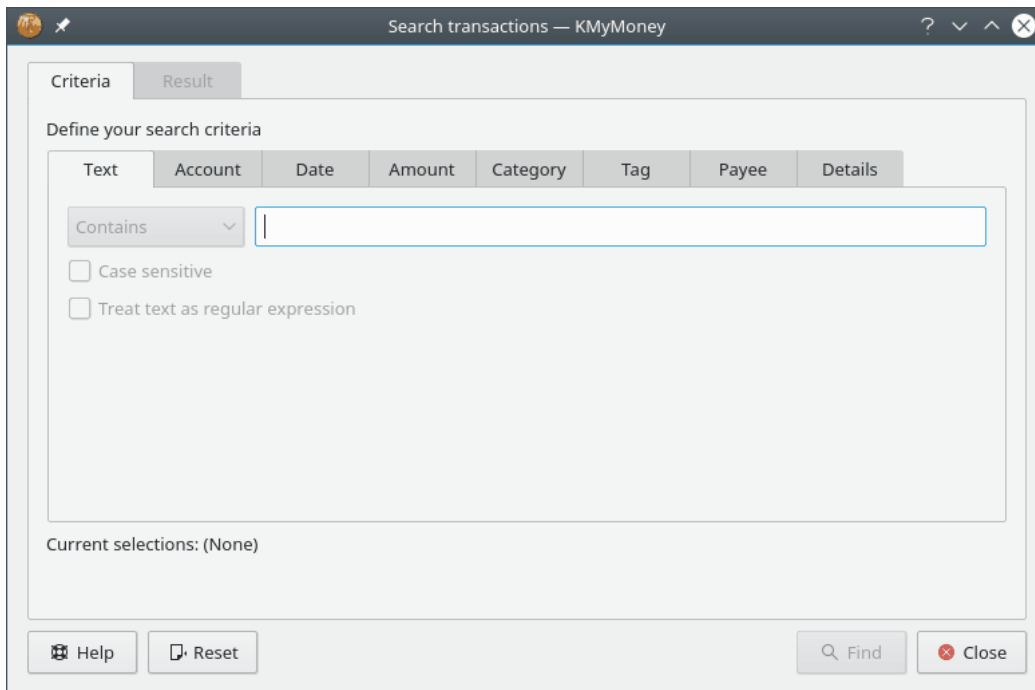 Search transactions — KMyMoney
Criteria Result
Define your search criteria
Text Account Date Amount Category Tag Payee Details
Contains
Case sensitive
Treat text as regular expression
Current selections: (None)
Help Reset Find Close